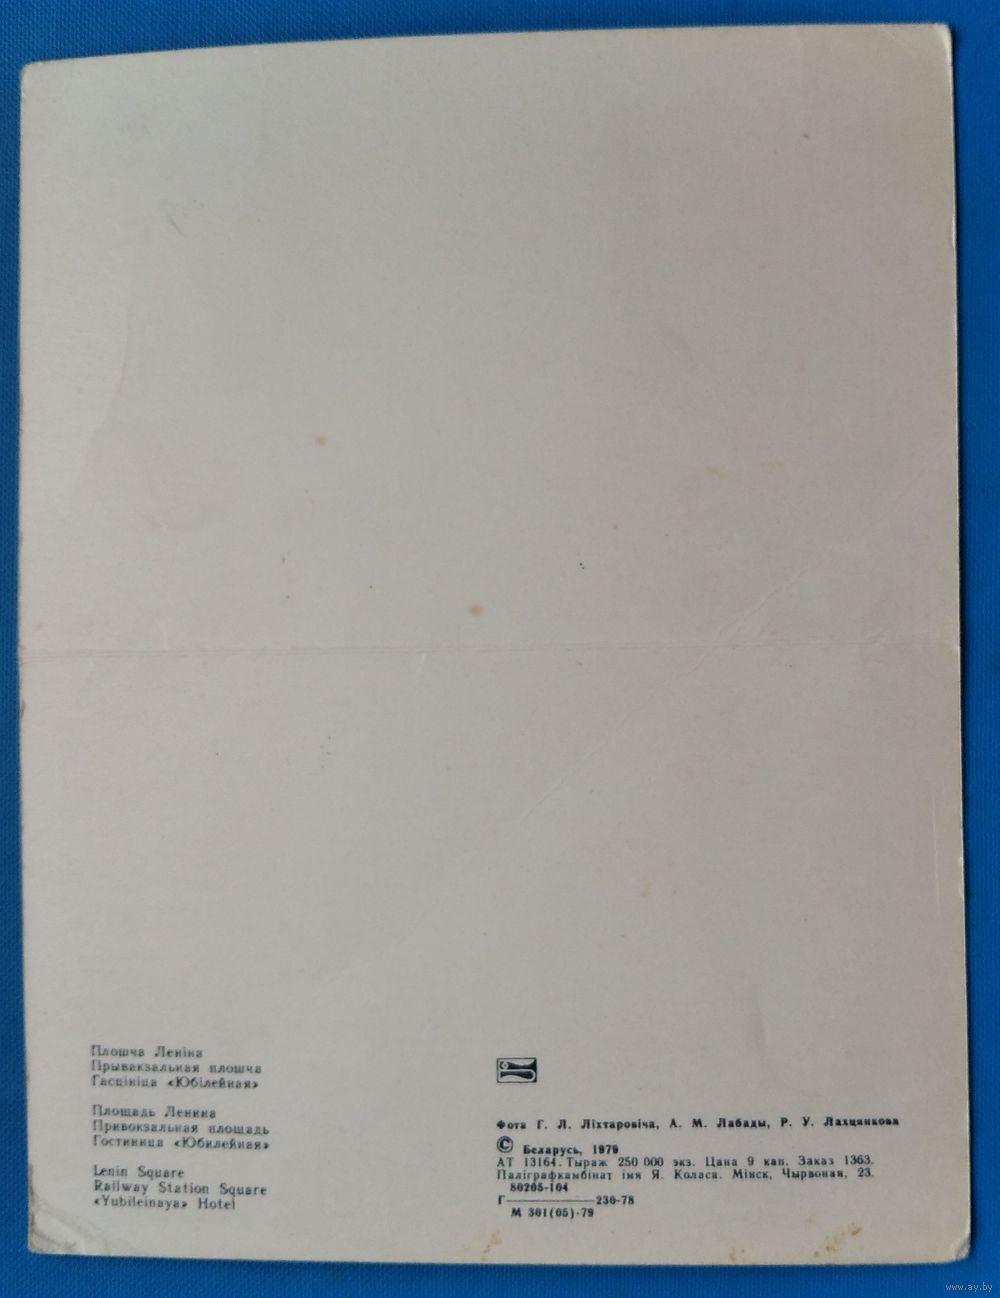 Плошча Леніна
Прывакзальная плошча
Гасцініца «Юбілейная»
Площадь Ленина
Привокзальная площадь
Гостиница «Юбилейная»
Lenin Square
Railway Station Square
«Yubileinaya» Hotel
Фота Г. Л. Ліхтаровіча, А. М. Лабады, Р. У. Лахцянкова
© Беларусь, 1979
АТ 13164. Тыраж 250 000 экз. Цана 9 кап. Заказ 1363.
Паліграфкамбінат імя Я. Коласа. Мінск, Чырвоная, 23.
80205-104
Г————230-78
М 301(05)-79
www.ay.by